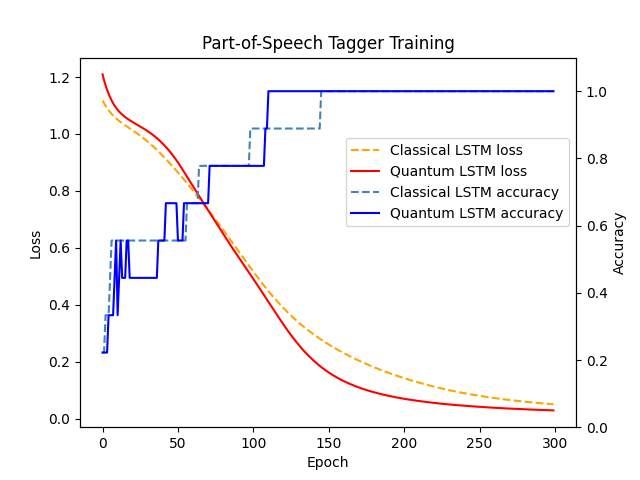 Part-of-Speech Tagger Training
1.2
1.0
0.8
0.6
0.4
0.2
0.0
Loss
Classical LSTM loss
Quantum LSTM loss
Classical LSTM accuracy
Quantum LSTM accuracy
1.0
0.8
0.6
0.4
0.2
0.0
Accuracy
0 50 100 150 200 250 300
Epoch